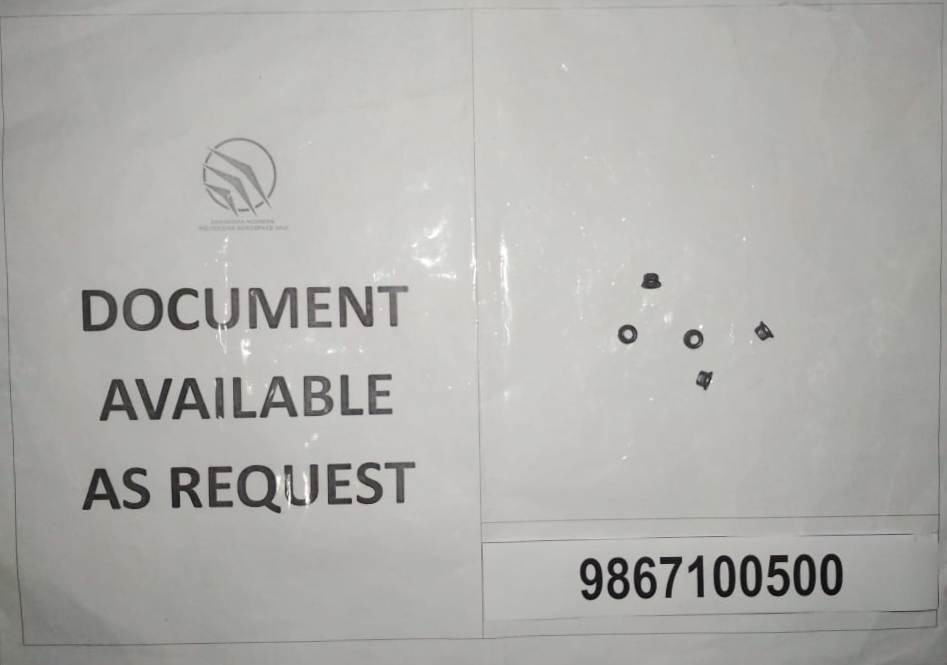 DOCUMENT
AVAILABLE
AS REQUEST
9867100500